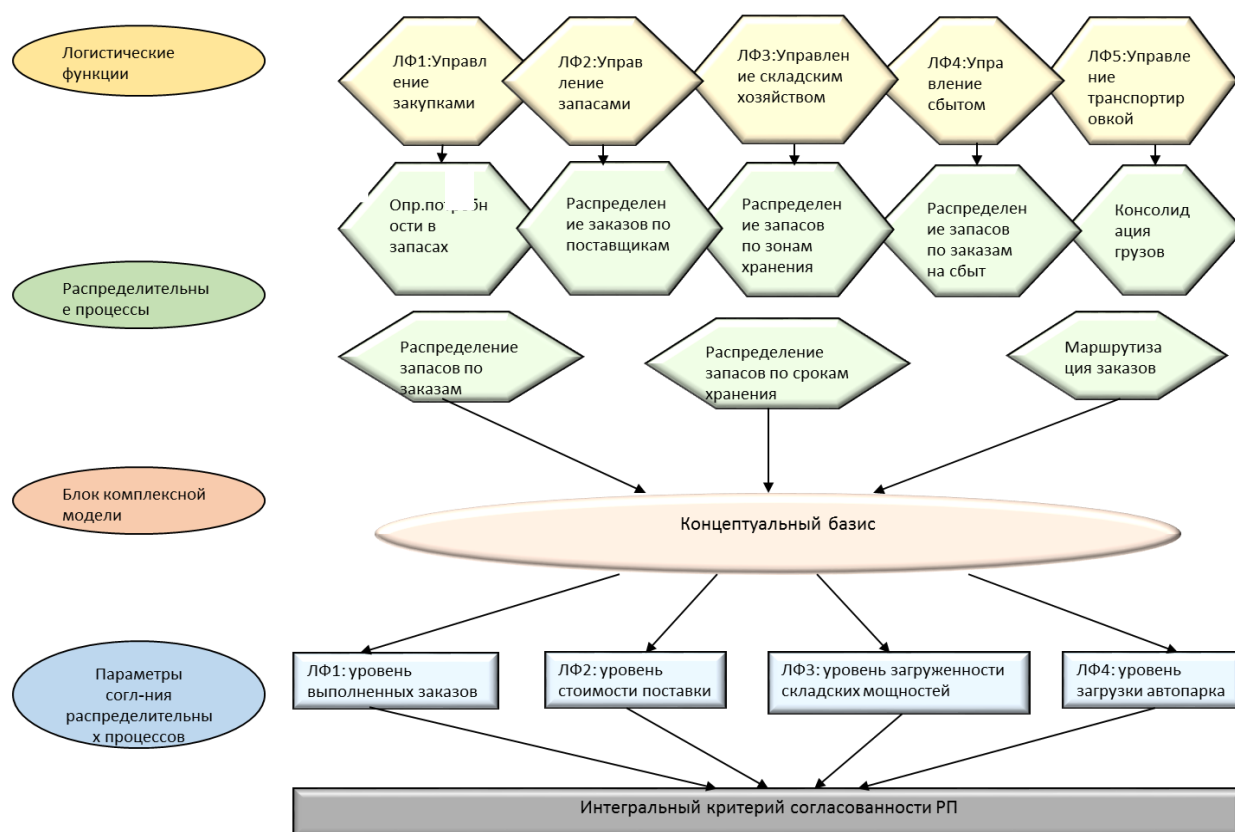 Логистические
функции
ЛФ1:Управл
ение
закупками
ЛФ2:Управ
ление
запасами
ЛФ3:Управлен
ие складским
хозяйством
ЛФ4:Упра
вление
сбытом
ЛФ5:Управле
ние
транспортир
овкой
Распределительны
е процессы
Опр.потребн
ости в
запасах
Распределен
ие заказов по
поставщикам
Распределен
ие запасов
по зонам
хранения
Распределен
ие запасов
по заказам
на сбыт
Консолид
ация
грузов
Распределение
запасов по
заказам
Распределение
запасов по срокам
хранения
Маршрутиза
ция заказов
Блок комплексной
модели
Концептуальный базис
Параметры
согл-ния
распределительны
х процессов
ЛФ1: уровень
выполненных заказов
ЛФ2: уровень
стоимости поставки
ЛФ3: уровень загруженности
складских мощностей
ЛФ4: уровень
загрузки автопарка
Интегральный критерий согласованности РП